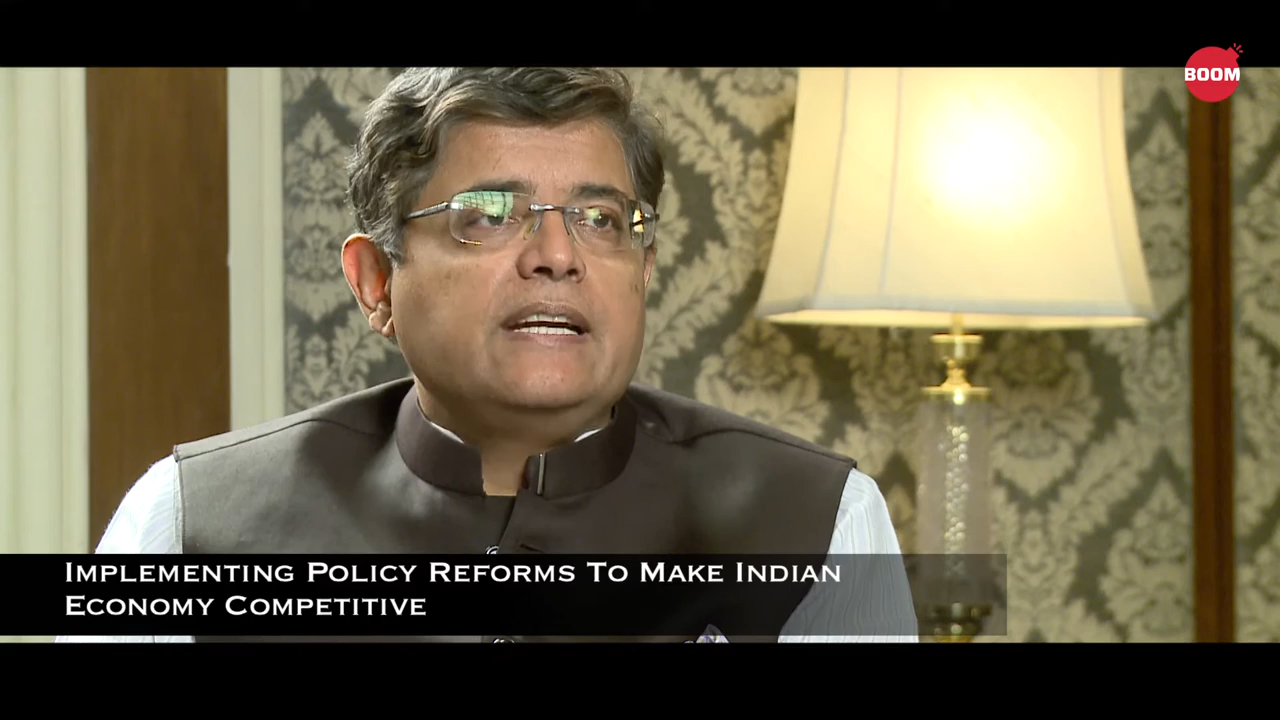 BOOM
IMPLEMENTING POLICY REFORMS TO MAKE INDIAN
ECONOMY COMPETITIVE